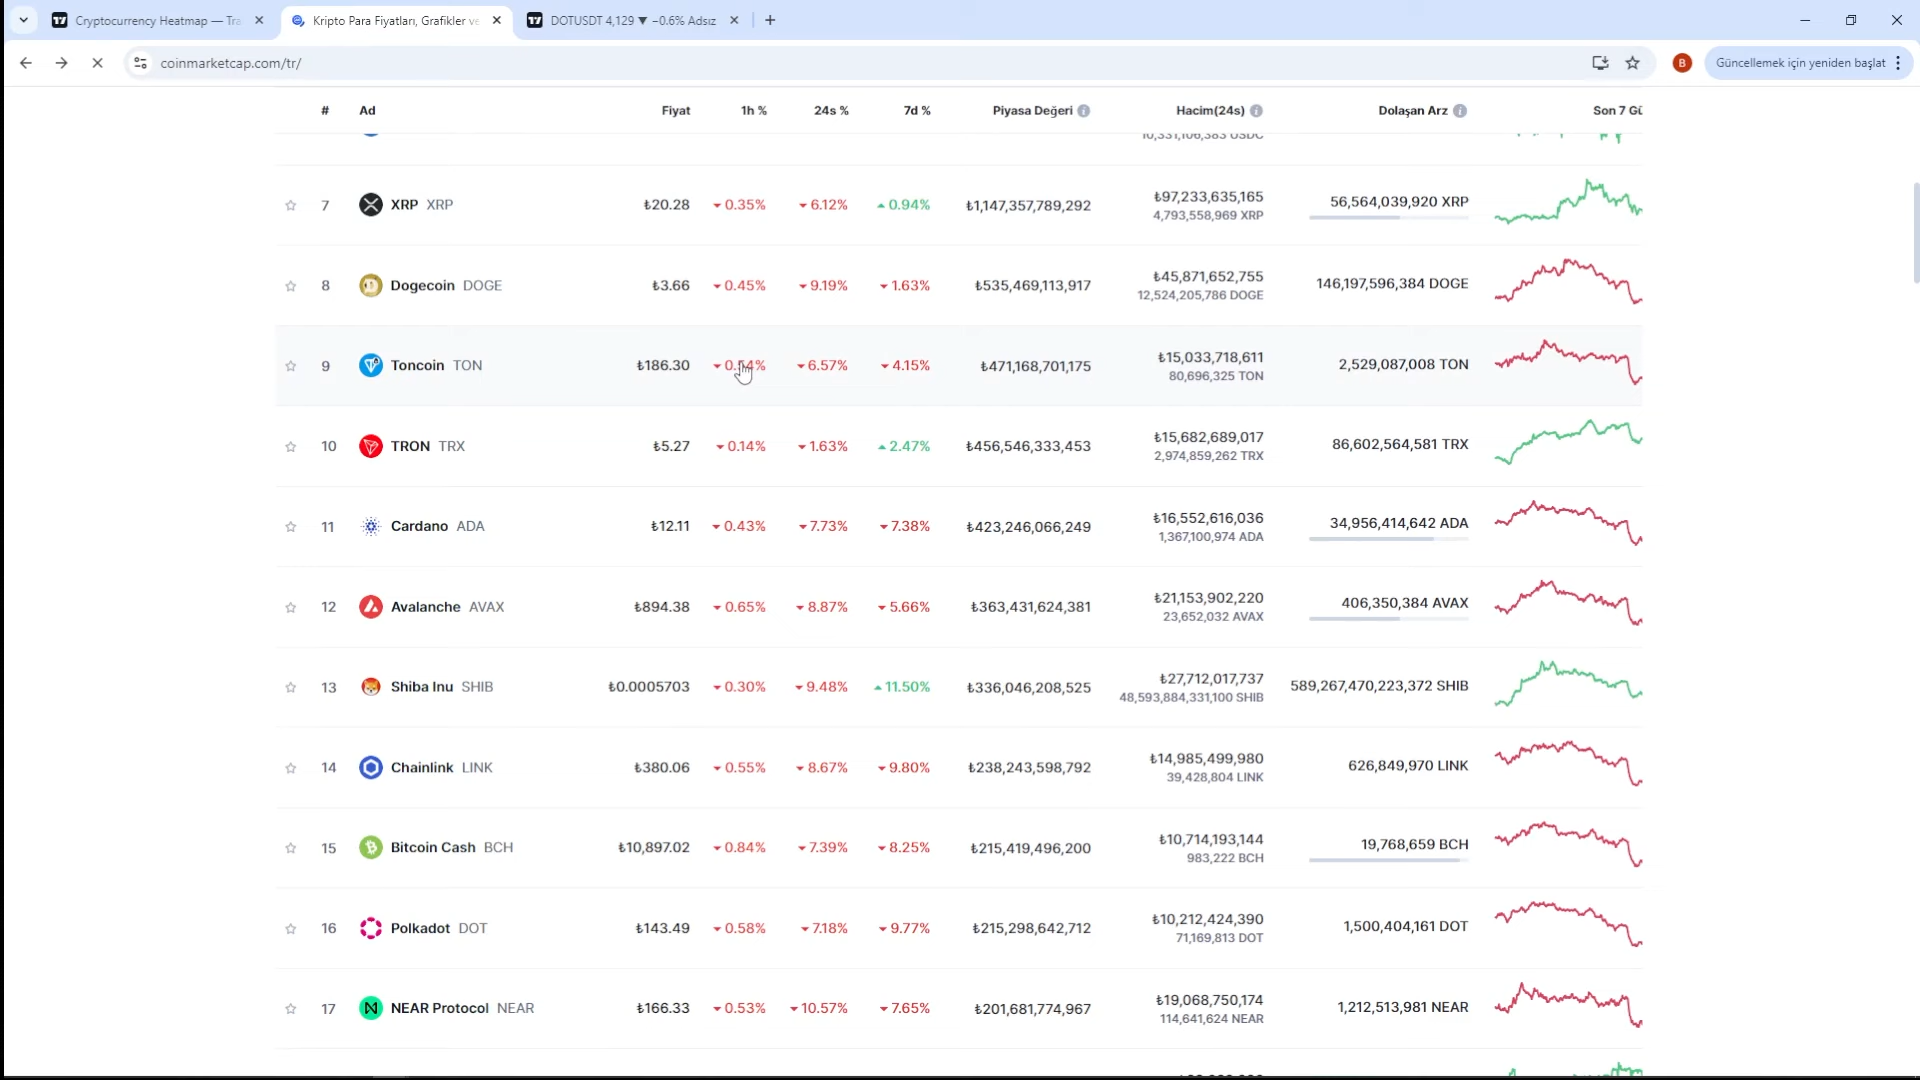 Cryptocurrency Heatmap — Tra
Kripto Para Fiyatları, Grafikler ve
DOTUSDT 4,129 ▼ −0.6% Adsız
coinmarketcap.com/tr/
B
Güncellemek için yeniden başlat
# Ad Fiyat 1h % 24s % 7d % Piyasa Değeri Hacim(24s) Dolaşan Arz Son 7 Gü
10,331,106,383 USDC
7 XRP XRP ₺20.28 0.35% 6.12% 0.94% ₺1,147,357,789,292 ₺97,233,635,165 56,564,039,920 XRP
4,793,558,969 XRP
8 Dogecoin DOGE ₺3.66 0.45% 9.19% 1.63% ₺535,469,113,917 ₺45,871,652,755 146,197,596,384 DOGE
12,524,205,786 DOGE
9 Toncoin TON ₺186.30 6.57% 4.15% ₺471,168,701,175 ₺15,033,718,611 2,529,087,008 TON
80,696,325 TON
10 TRON TRX ₺5.27 0.14% 1.63% 2.47% ₺456,546,333,453 ₺15,682,689,017 86,602,564,581 TRX
2,974,859,262 TRX
11 Cardano ADA ₺12.11 0.43% 7.73% 7.38% ₺423,246,066,249 ₺16,552,616,036 34,956,414,642 ADA
1,367,100,974 ADA
12 Avalanche AVAX ₺894.38 0.65% 8.87% 5.66% ₺363,431,624,381 ₺21,153,902,220 406,350,384 AVAX
23,652,032 AVAX
13 Shiba Inu SHIB ₺0.0005703 0.30% 9.48% 11.50% ₺336,046,208,525 ₺27,712,017,737 589,267,470,223,372 SHIB
48,593,884,331,100 SHIB
14 Chainlink LINK ₺380.06 0.55% 8.67% 9.80% ₺238,243,598,792 ₺14,985,499,980 626,849,970 LINK
39,428,804 LINK
15 Bitcoin Cash BCH ₺10,897.02 0.84% 7.39% 8.25% ₺215,419,496,200 ₺10,714,193,144 19,768,659 BCH
983,222 BCH
16 Polkadot DOT ₺143.49 0.58% 7.18% 9.77% ₺215,298,642,712 ₺10,212,424,390 1,500,404,161 DOT
71,169,813 DOT
17 NEAR Protocol NEAR ₺166.33 0.53% 10.57% 7.65% ₺201,681,774,967 ₺19,068,750,174 1,212,513,981 NEAR
114,641,624 NEAR